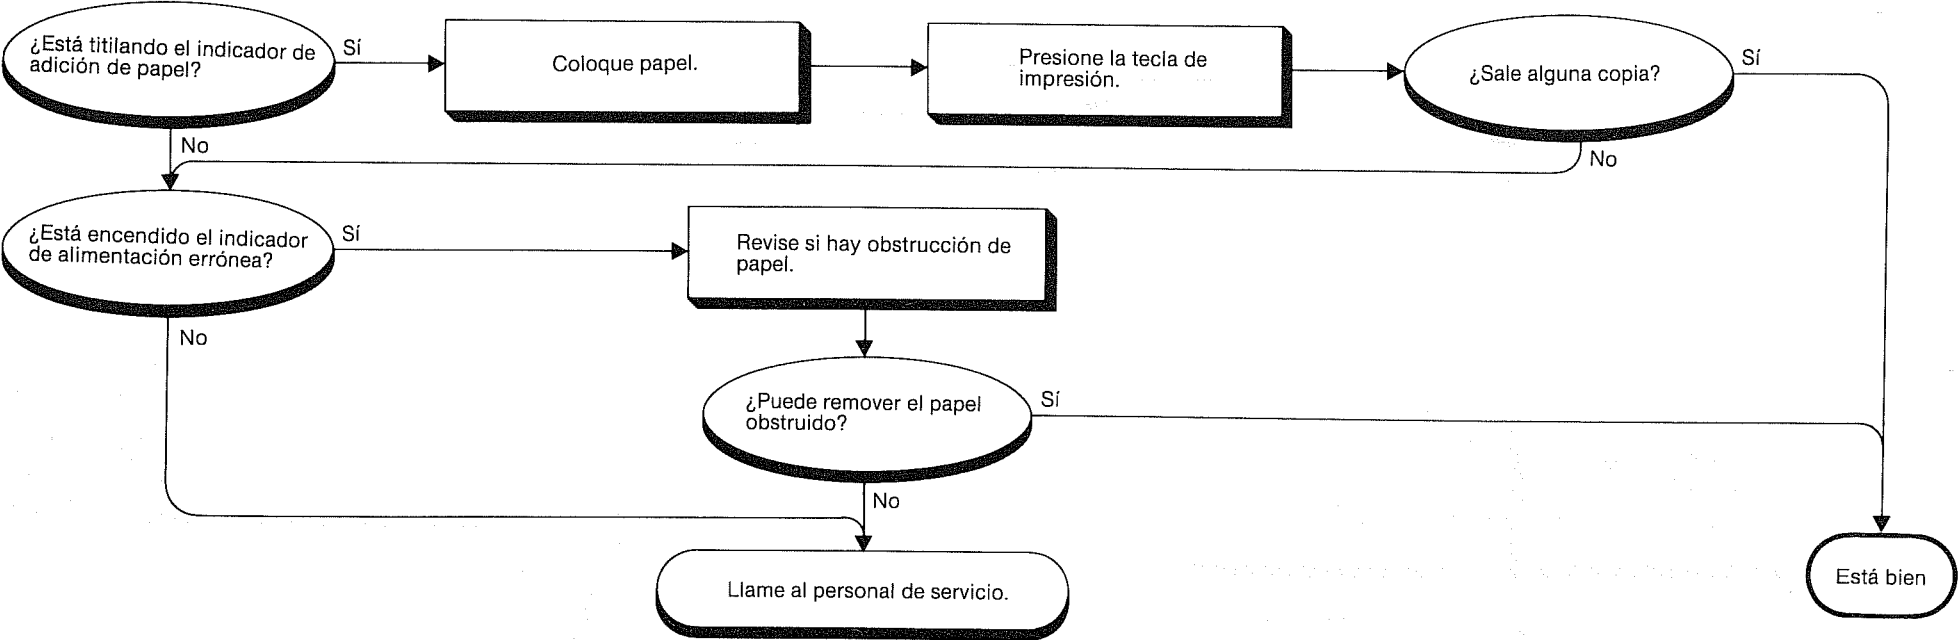 ¿Está titilando el indicador de
adición de papel?
Sí
Coloque papel.
Presione la tecla de
impresión.
¿Sale alguna copia?
Sí
No
No
¿Está encendido el indicador
de alimentación errónea?
Sí
Revise si hay obstrucción de
papel.
No
¿Puede remover el papel
obstruido?
Sí
No
Llame al personal de servicio.
Está bien